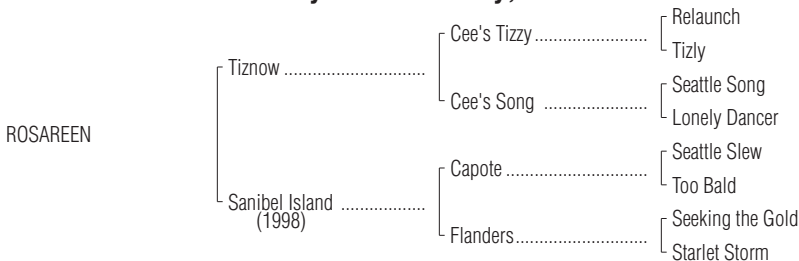 Relaunch
Cee's Tizzy
Tizly
Tiznow
Seattle Song
Cee's Song
Lonely Dancer
ROSAREEN
Seattle Slew
Capote
Too Bald
Sanibel Island
(1998)
Seeking the Gold
Flanders
Starlet Storm